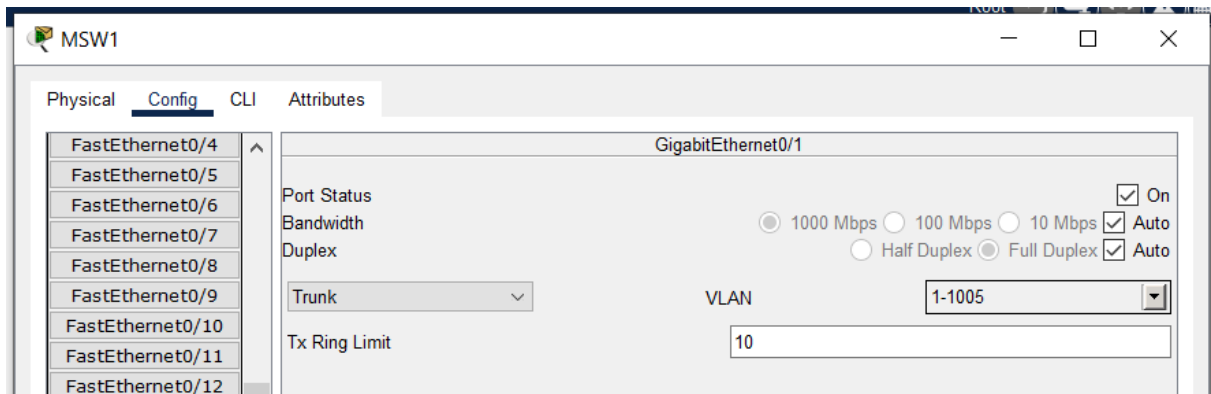 Root
MSW1
Physical Config CLI Attributes
FastEthernet0/4
FastEthernet0/5
FastEthernet0/6
FastEthernet0/7
FastEthernet0/8
FastEthernet0/9
FastEthernet0/10
FastEthernet0/11
FastEthernet0/12
GigabitEthernet0/1
Port Status On
Bandwidth 1000 Mbps 100 Mbps 10 Mbps Auto
Duplex Half Duplex Full Duplex Auto
Trunk VLAN 1-1005
Tx Ring Limit 10